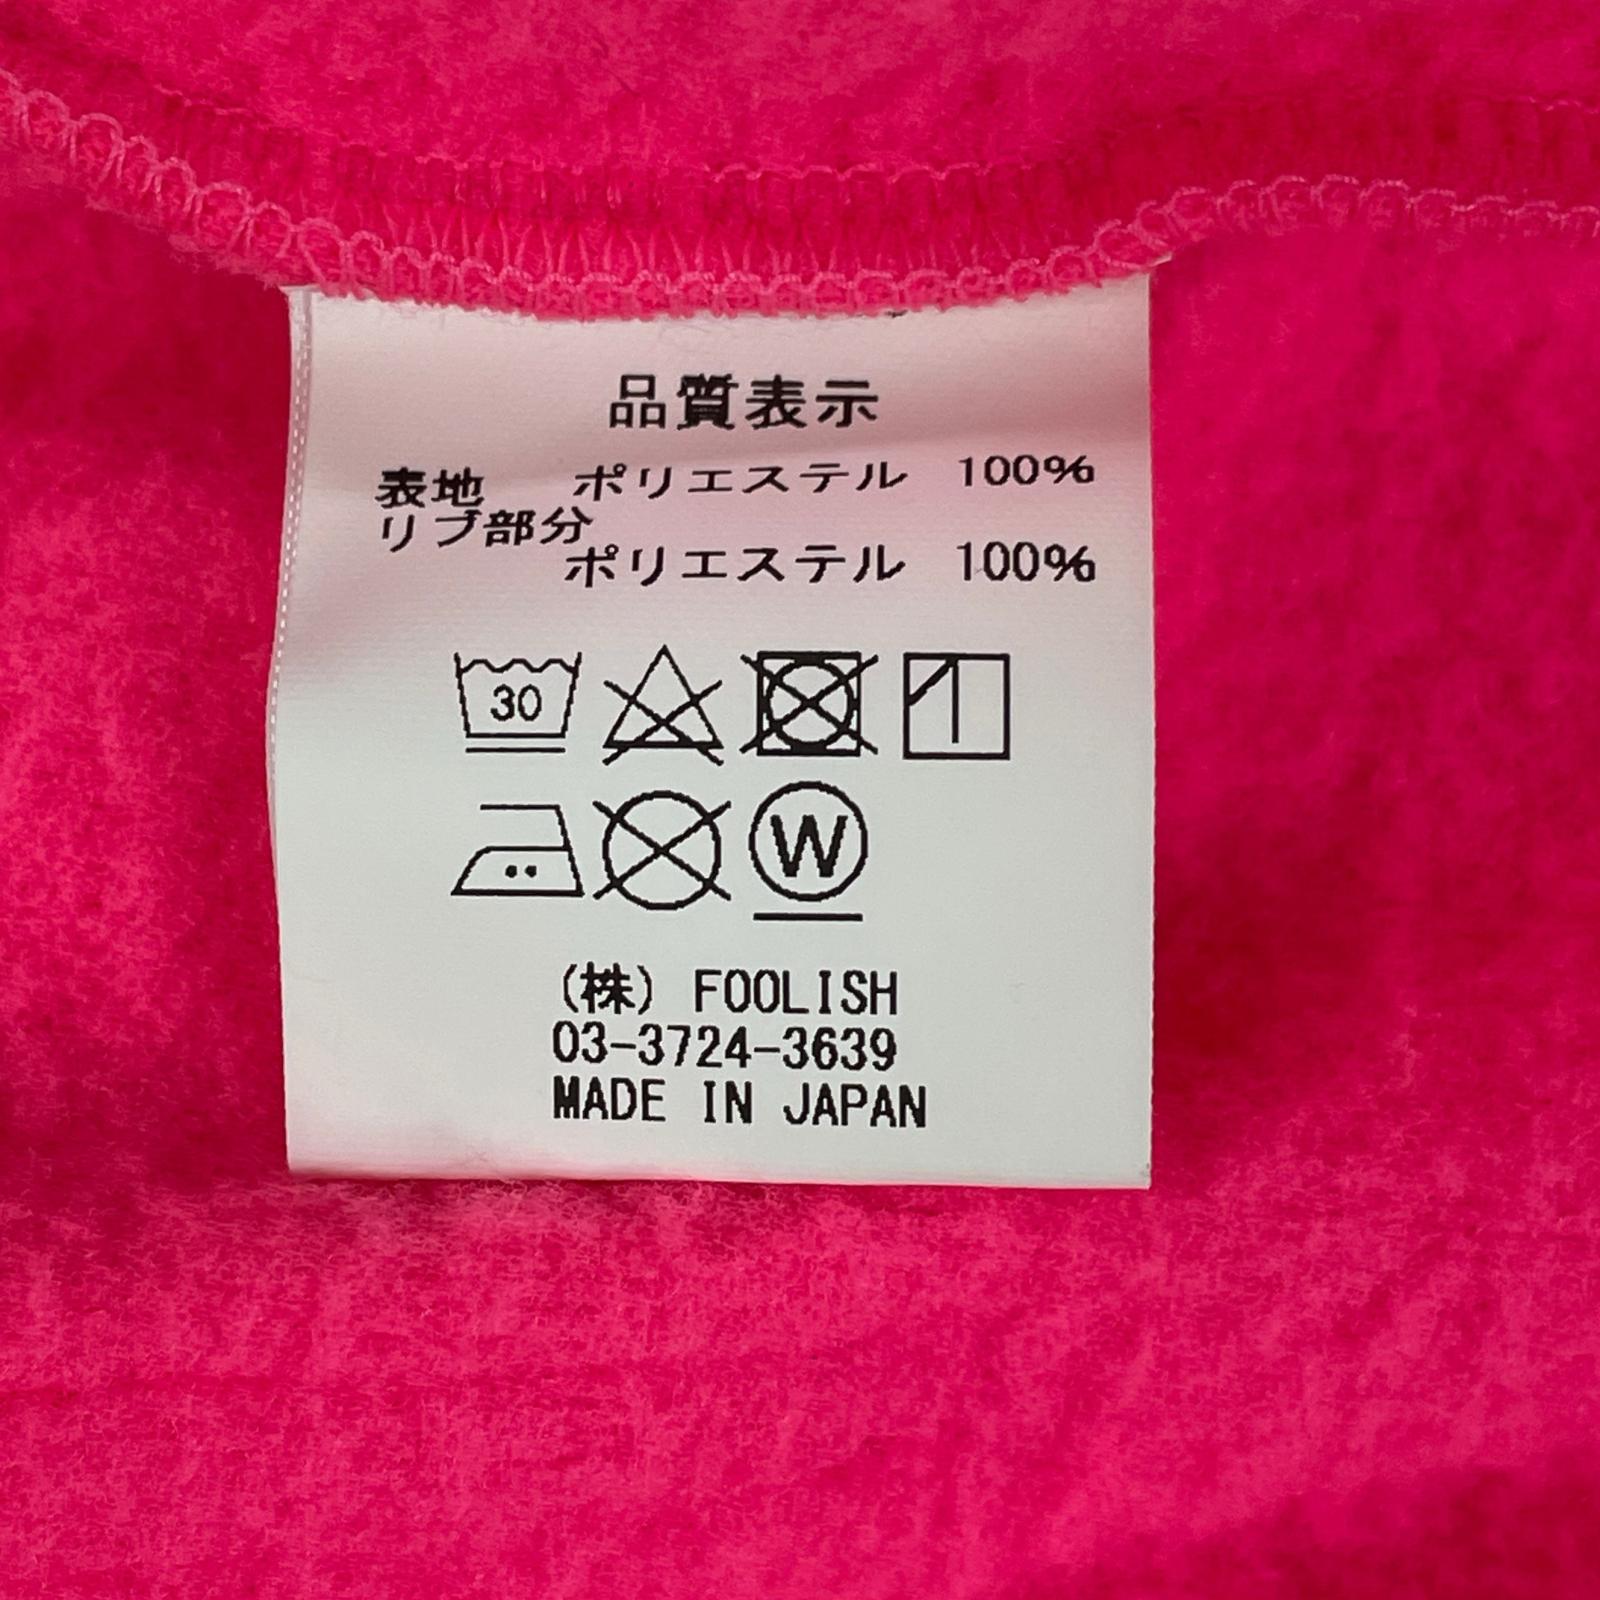 品質表示
表地 ポリエステル 100%
リブ部分
ポリエステル 100%
30
W
(株) FOOLISH
03-3724-3639
MADE IN JAPAN